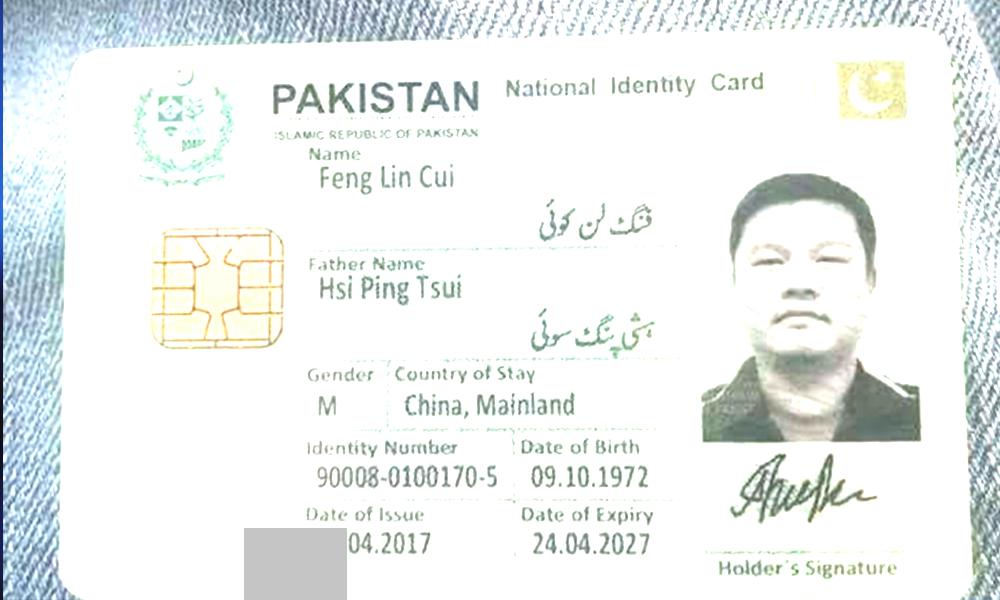 PAKISTAN National Identity Card
ISLAMIC REPUBLIC OF PAKISTAN
Name
Feng Lin Cui
فنگ لن کوئی
Father Name
Hsi Ping Tsui
ہشی پنگ سوئی
Gender Country of Stay
M China, Mainland
Identity Number Date of Birth
90008-0100170-5 09.10.1972
Date of Issue Date of Expiry
04.2017 24.04.2027
Holder's Signature